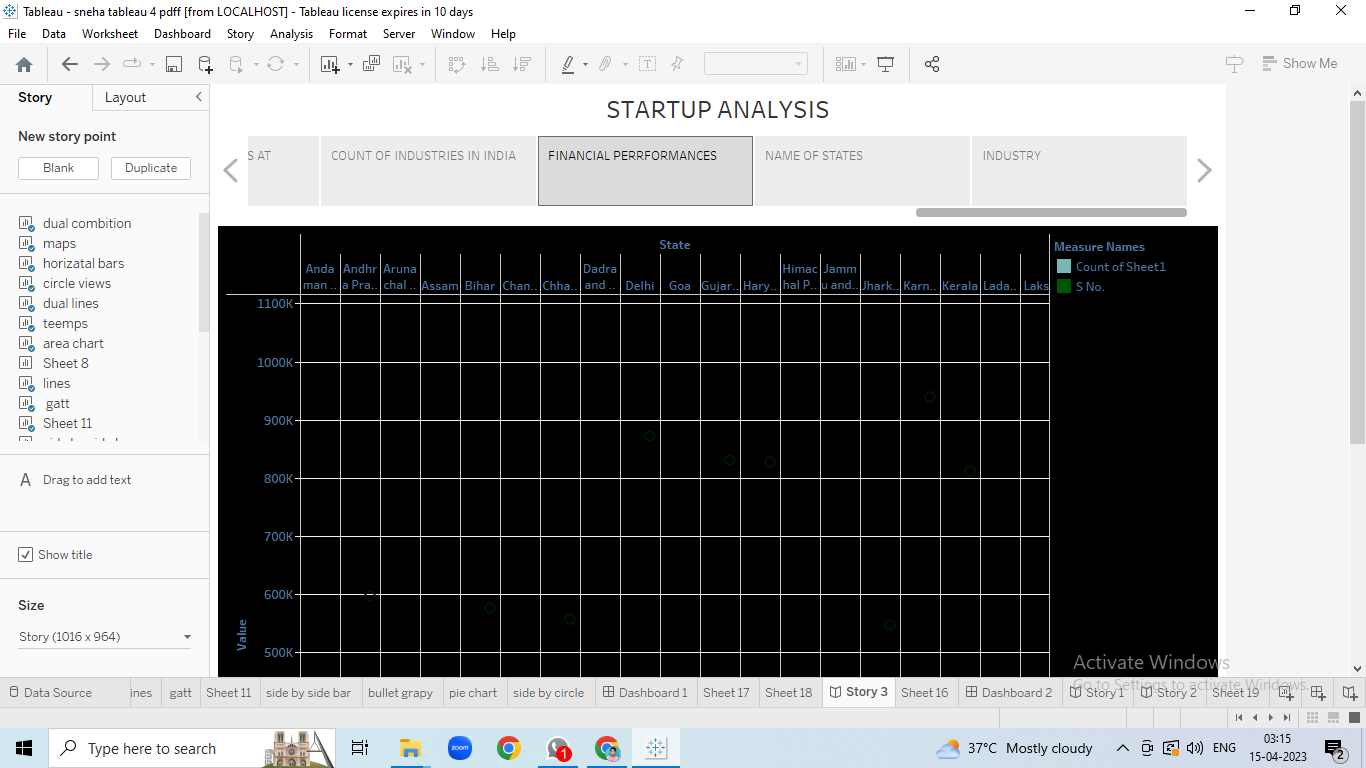 Tableau - sneha tableau 4 pdff [from LOCALHOST] - Tableau license expires in 10 days
File Data Worksheet Dashboard Story Analysis Format Server Window Help
Show Me
Story Layout
New story point
Blank Duplicate
dual combition
maps
horizatal bars
circle views
dual lines
teemps
area chart
Sheet 8
lines
gatt
Sheet 11
A Drag to add text
Show title
Size
Story (1016 x 964)
STARTUP ANALYSIS
S AT COUNT OF INDUSTRIES IN INDIA FINANCIAL PERRFORMANCES NAME OF STATES INDUSTRY
State
Anda Andhr Aruna Dadra Himac Jamm
man .. a Pra.. chal .. Assam Bihar Chan.. Chha.. and .. Delhi Goa Gujar.. Hary.. hal P.. u and.. Jhark.. Karn.. Kerala Lada.. Laks
Measure Names
Count of Sheet1
S No.
1100K
1000K
900K
800K
700K
600K
500K
Value
Activate Windows
Go to Settings to activate Windows.
Data Source ines gatt Sheet 11 side by side bar bullet grapy pie chart side by circle Dashboard 1 Sheet 17 Sheet 18 Story 3 Sheet 16 Dashboard 2 Story 1 Story 2 Sheet 19
Type here to search
zoom
1
37°C Mostly cloudy
ENG
03:15
15-04-2023
2